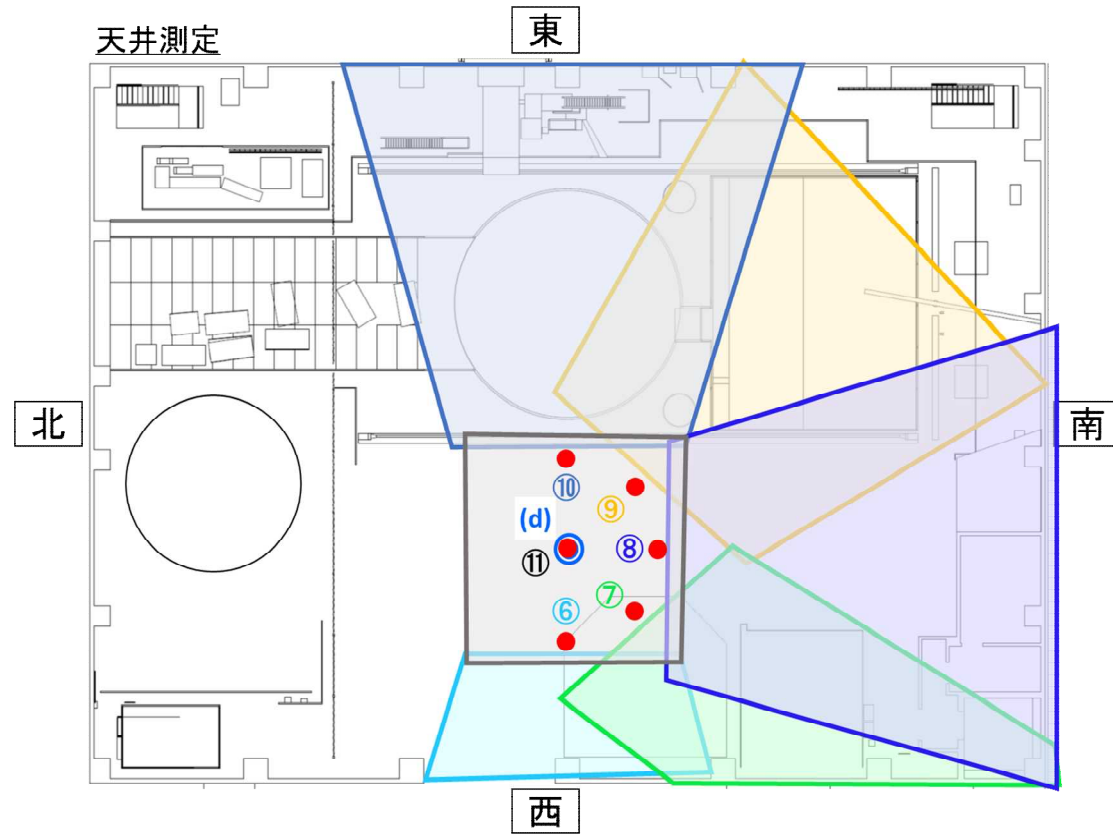 天井測定
東
北
南
⑩
⑨
(d)
⑧
⑪
⑦
⑥
西